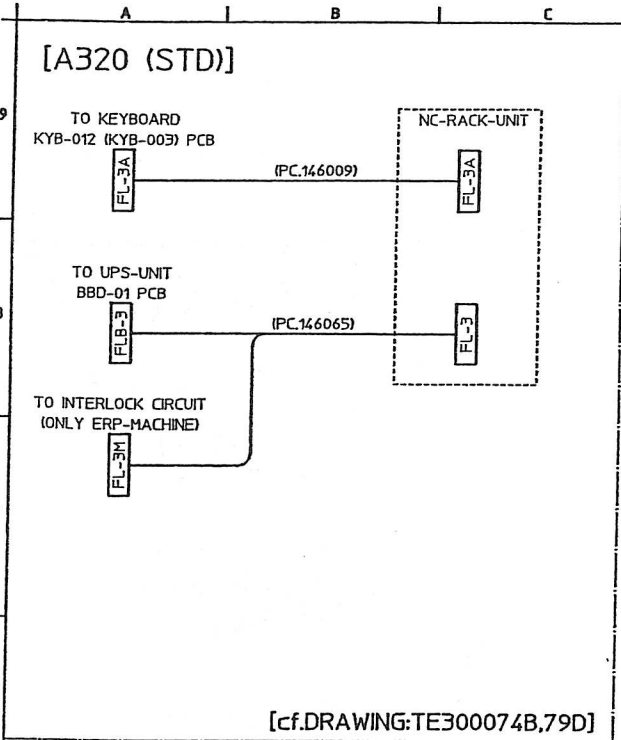 A B C
[A320 (STD)]
9
TO KEYBOARD
KYB-012 (KYB-003) PCB
NC-RACK-UNIT
FL-3A
(PC.146009)
FL-3A
TO UPS-UNIT
BBD-01 PCB
FLB-3
(PC.146065)
FL-3
TO INTERLOCK CIRCUIT
(ONLY ERP-MACHINE)
FL-3M
[cf.DRAWING:TE300074B,79D]